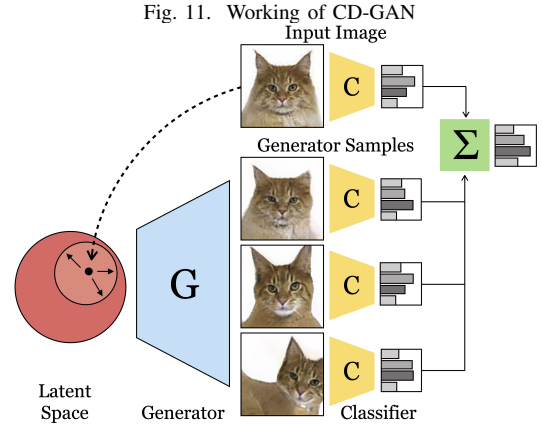 Fig. 11. Working of CD-GAN
Input Image
C
Σ
Generator Samples
C
G
C
C
Latent
Space
Generator
Classifier